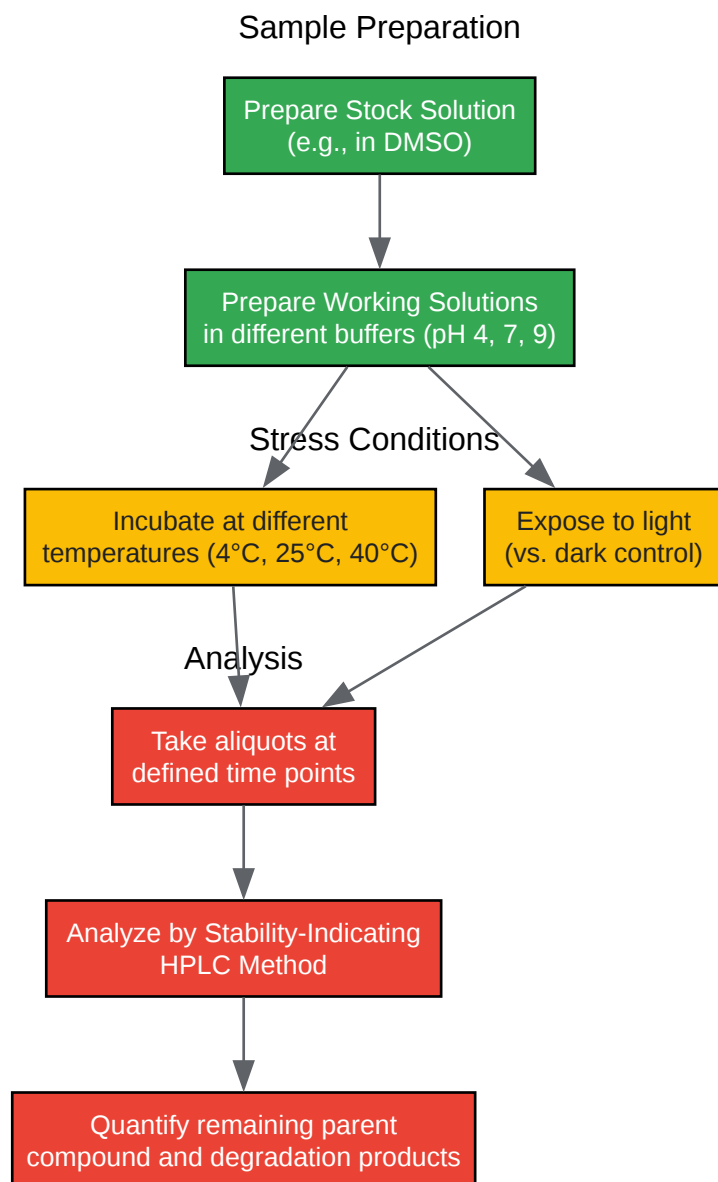 Sample Preparation
Prepare Stock Solution
(e.g., in DMSO)
Prepare Working Solutions
in different buffers (pH 4, 7, 9)
Stress Conditions
Incubate at different
temperatures (4°C, 25°C, 40°C)
Expose to light
(vs. dark control)
Analysis
Take aliquots at
defined time points
Analyze by Stability-Indicating
HPLC Method
Quantify remaining parent
compound and degradation products